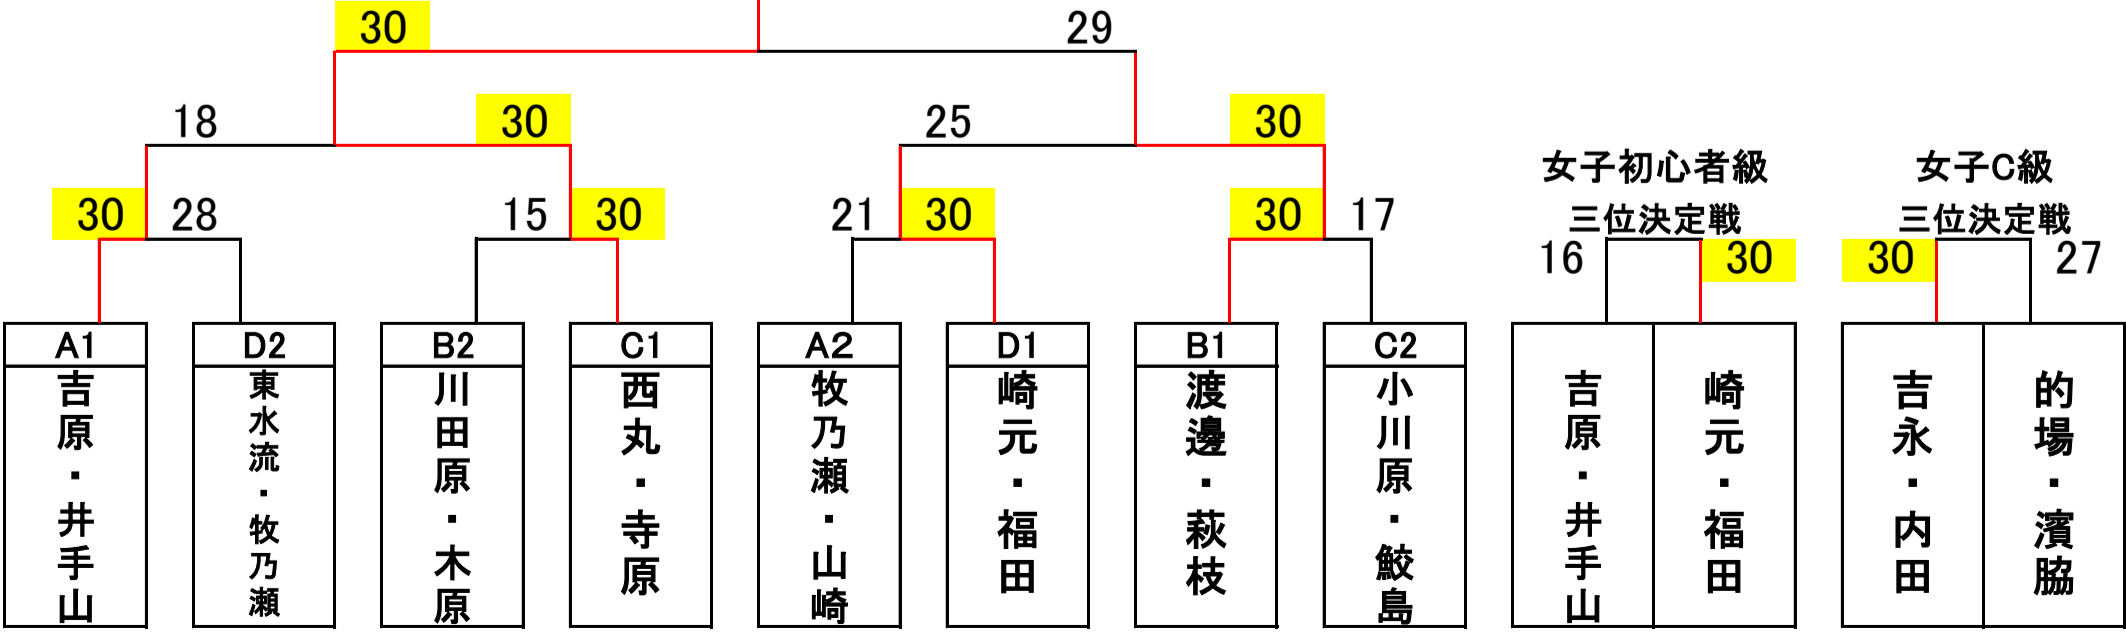 30 29
18 30 25 30
女子初心者級 女子C級
30 28 15 30 21 30 30 17 三位決定戦 三位決定戦
16 30 30 27
A1 D2 B2 C1 A2 D1 B1 C2
吉原・井手山
東水流・牧乃瀬
川田原・木原
西丸・寺原
牧乃瀬・山崎
崎元・福田
渡邊・萩枝
小川原・鮫島
吉原・井手山
崎元・福田
吉永・内田
的場・濱脇